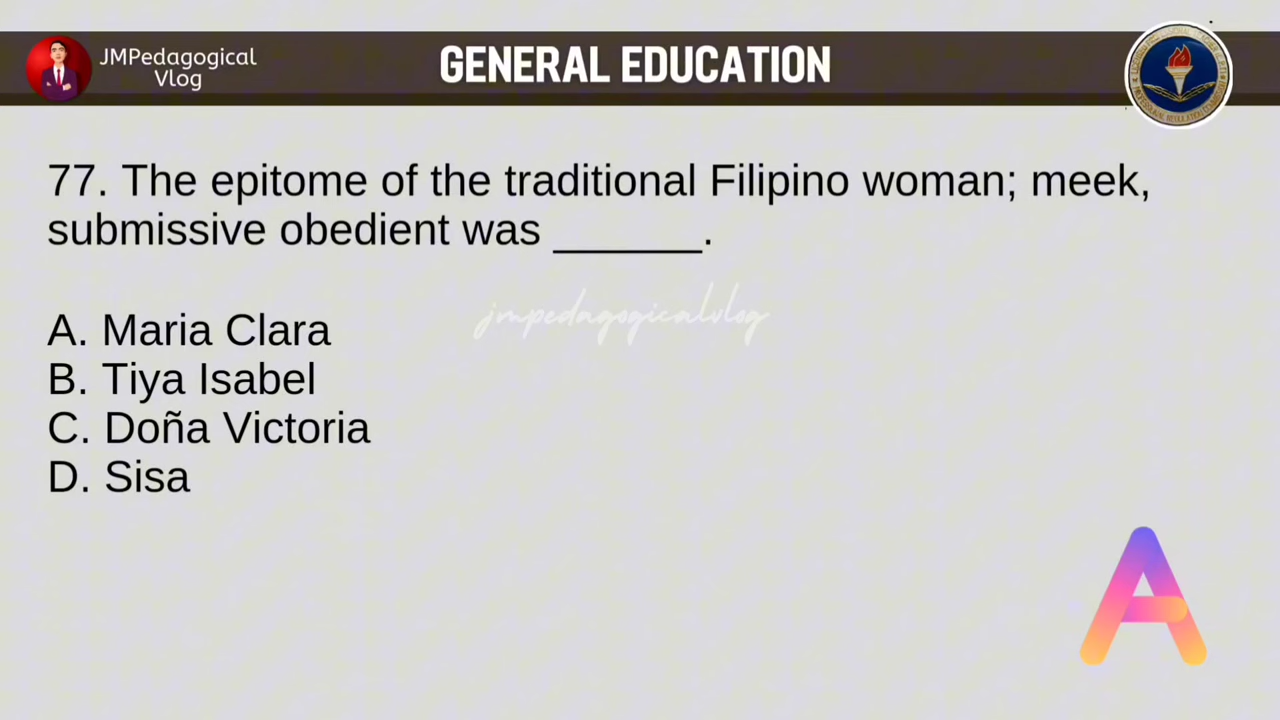 JMPedagogical
Vlog
GENERAL EDUCATION
77. The epitome of the traditional Filipino woman; meek,
submissive obedient was ______.
jmpedagogicalvlog
A. Maria Clara
B. Tiya Isabel
C. Doña Victoria
D. Sisa
A